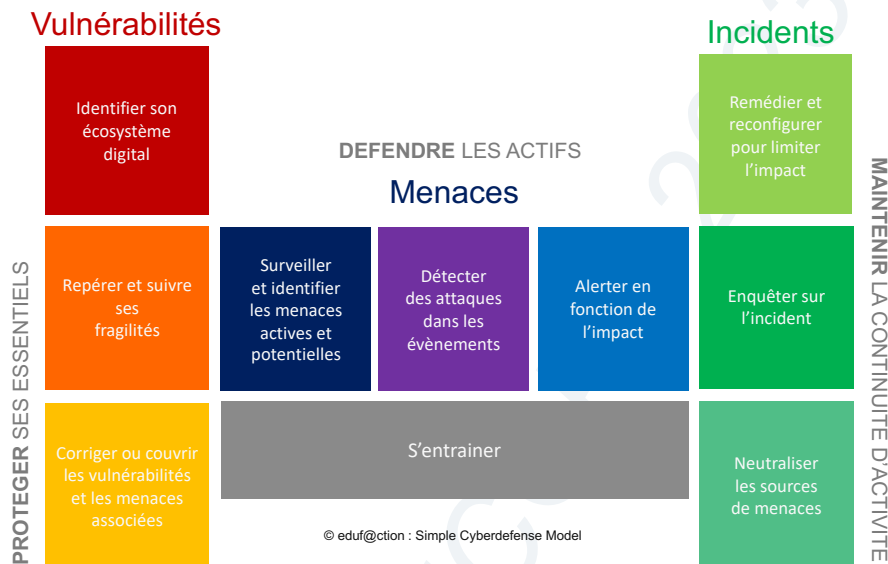 Vulnérabilités
Identifier son
écosystème
digital
Repérer et suivre
ses
fragilités
Corriger ou couvrir
les vulnérabilités
et les menaces
associées
PROTEGER SES ESSENTIELS
DEFENDRE LES ACTIFS
Menaces
Surveiller
et identifier
les menaces
actives et
potentielles
Détecter
des attaques
dans les
évènements
Alerter en
fonction de
l’impact
S’entrainer
© eduf@ction : Simple Cyberdefense Model
Incidents
Remédier et
reconfigurer
pour limiter
l’impact
Enquêter sur
l’incident
Neutraliser
les sources
de menaces
MAINTENIR LA CONTINUITE D’ACTIVITE